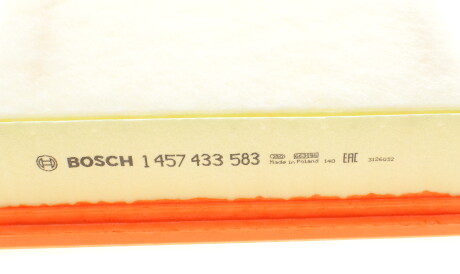 BOSCH 1 457 433 583
Made in Poland 140 EAC